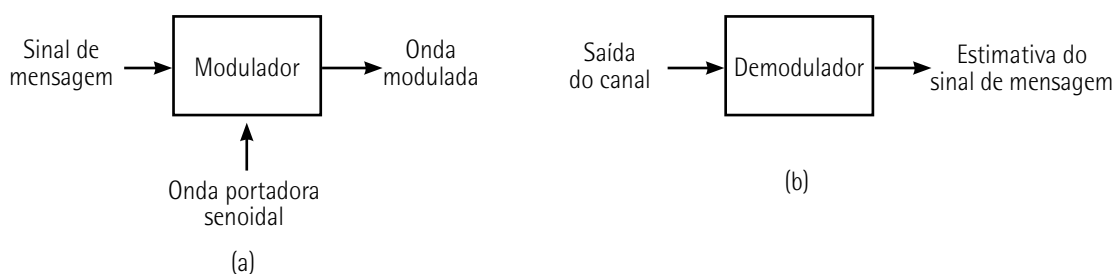 Sinal de
mensagem
Modulador
Onda
modulada
Onda portadora
senoidal
(a)
Saída
do canal
Demodulador
Estimativa do
sinal de mensagem
(b)